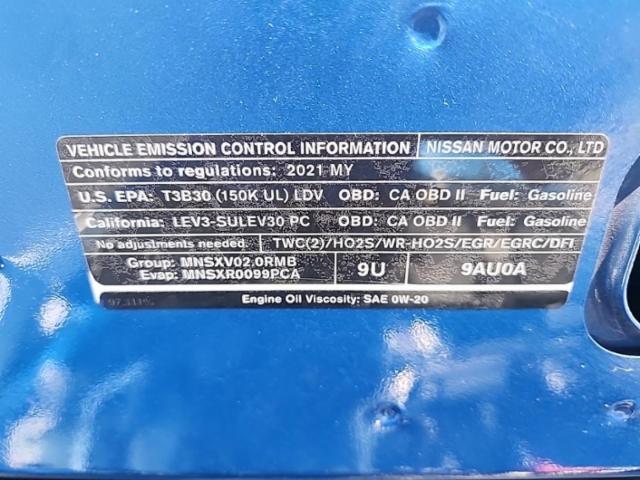 VEHICLE EMISSION CONTROL INFORMATION NISSAN MOTOR CO., LTD
Conforms to regulations: 2021 MY
U.S. EPA: T3B30 (150K UL) LDV OBD: CA OBD II Fuel: Gasoline
California: LEV3-SULEV30 PC OBD: CA OBD II Fuel: Gasoline
No adjustments needed TWC(2)/HO2S/WR-HO2S/EGR/EGRC/DFI
Group: MNSXV02.0RMB
Evap: MNSXR0099PCA 9U 9AU0A
Engine Oil Viscosity: SAE 0W-20